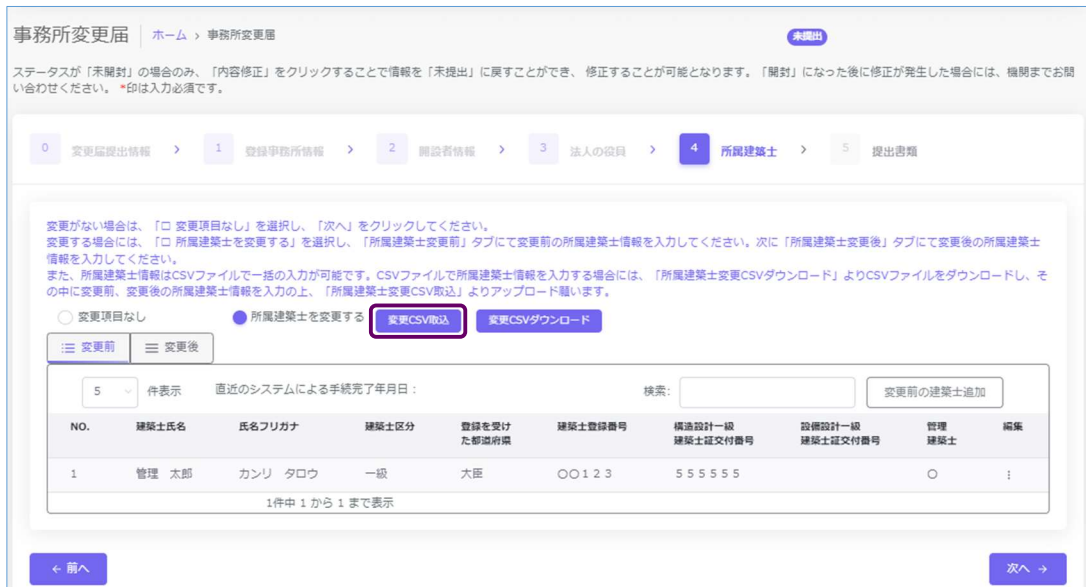 事務所変更届 ホーム › 事務所変更届 未提出
ステータスが「未開封」の場合のみ、「内容修正」をクリックすることで情報を「未提出」に戻すことができ、 修正することが可能となります。「開封」になった後に修正が発生した場合には、機関までお問
い合わせください。 *印は入力必須です。
0 変更届提出情報 › 1 登録事務所情報 › 2 開設者情報 › 3 法人の役員 › 4 所属建築士 › 5 提出書類
変更がない場合は、「□ 変更項目なし」を選択し、「次へ」をクリックしてください。
変更する場合には、「□ 所属建築士を変更する」を選択し、「所属建築士変更前」タブにて変更前の所属建築士情報を入力してください。次に「所属建築士変更後」タブにて変更後の所属建築士
情報を入力してください。
また、所属建築士情報はCSVファイルで一括の入力が可能です。CSVファイルで所属建築士情報を入力する場合には、「所属建築士変更CSVダウンロード」よりCSVファイルをダウンロードし、そ
の中に変更前、変更後の所属建築士情報を入力の上、「所属建築士変更CSV取込」よりアップロード願います。
変更項目なし 所属建築士を変更する 変更CSV取込 変更CSVダウンロード
変更前 変更後
5 件表示 直近のシステムによる手続完了年月日： 検索: 変更前の建築士追加
NO. 建築士氏名 氏名フリガナ 建築士区分 登録を受け 建築士登録番号 構造設計一級 設備設計一級 管理 編集
た都道府県 建築士証交付番号 建築士証交付番号 建築士
1 管理 太郎 カンリ タロウ 一級 大臣 〇〇１２３ ５５５５５５ 〇 ⋮
1件中 1 から 1 まで表示
← 前へ 次へ →